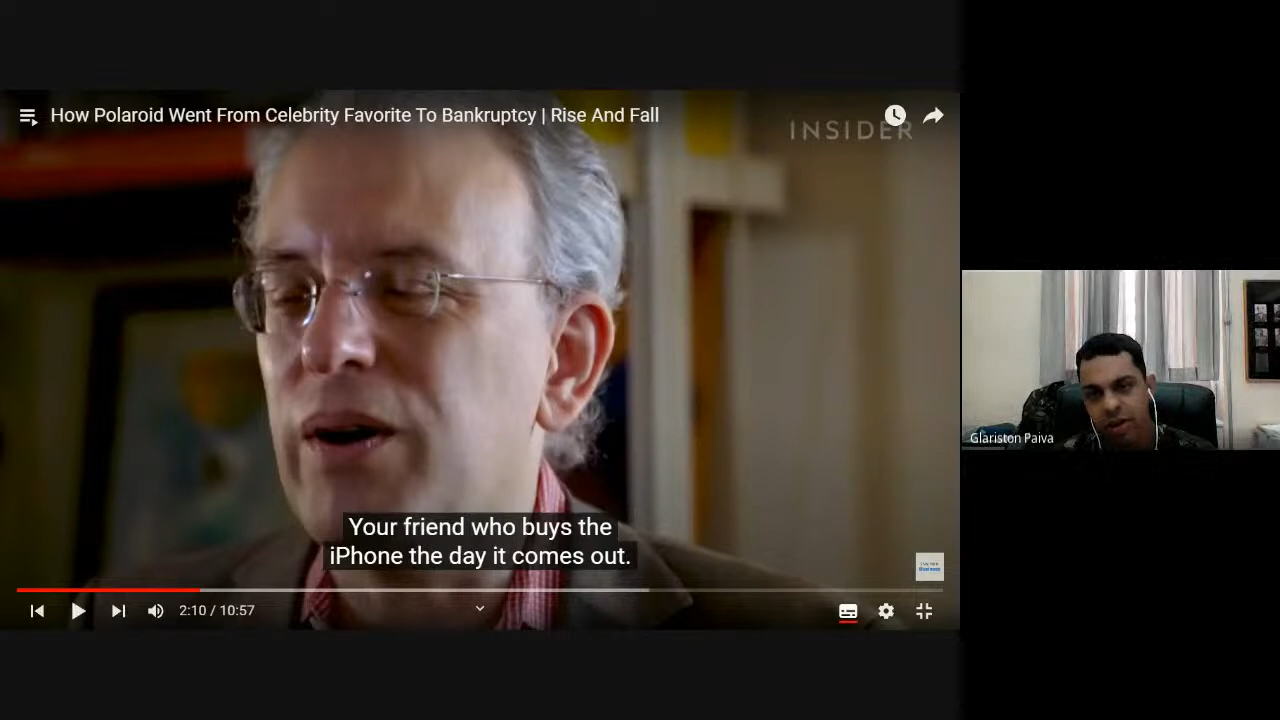 How Polaroid Went From Celebrity Favorite To Bankruptcy | Rise And Fall
INSIDER
Glariston Paiva
Your friend who buys the
iPhone the day it comes out.
2:10 / 10:57